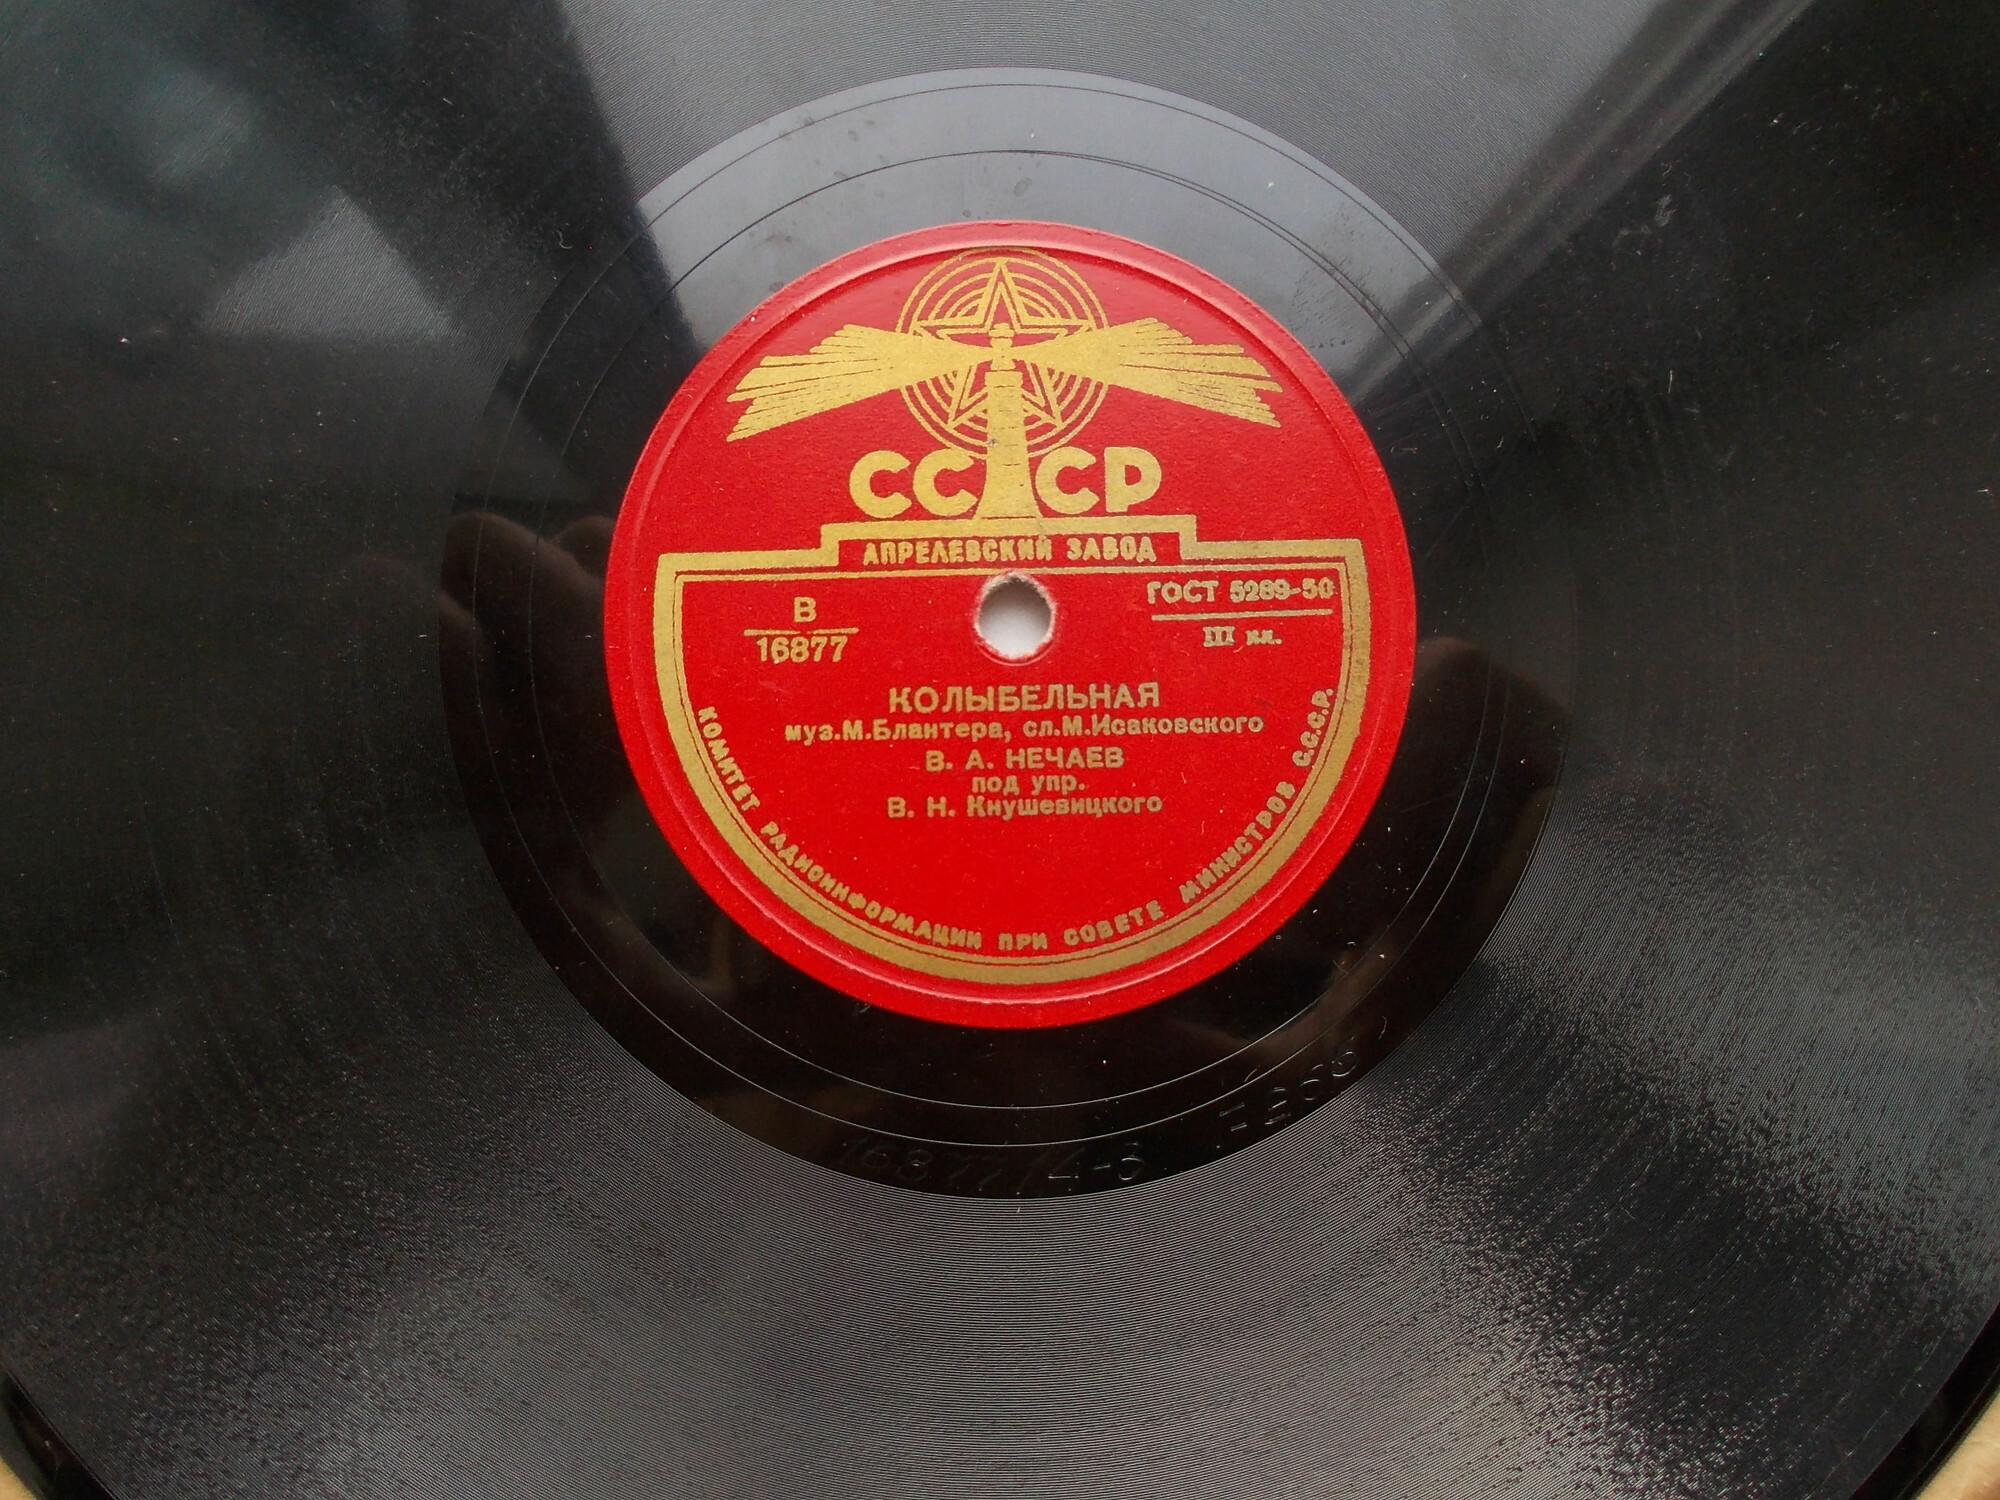 СССР
АПРЕЛЕВСКИЙ ЗАВОД
В
16877
ГОСТ 5289-50
III кл.
КОЛЫБЕЛЬНАЯ
муз.М.Блантера, сл.М.Исаковского
В. А. НЕЧАЕВ
под упр.
В. Н. Кнушевицкого
КОМИТЕТ РАДИОИНФОРМАЦИИ ПРИ СОВЕТЕ МИНИСТРОВ С.С.С.Р.